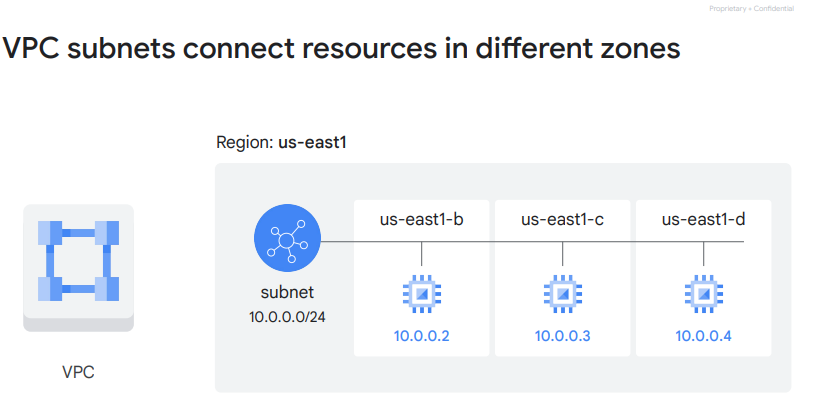 Proprietary + Confidential
VPC subnets connect resources in different zones
Region: us-east1
us-east1-b
us-east1-c
us-east1-d
subnet
10.0.0.0/24
10.0.0.2
10.0.0.3
10.0.0.4
VPC